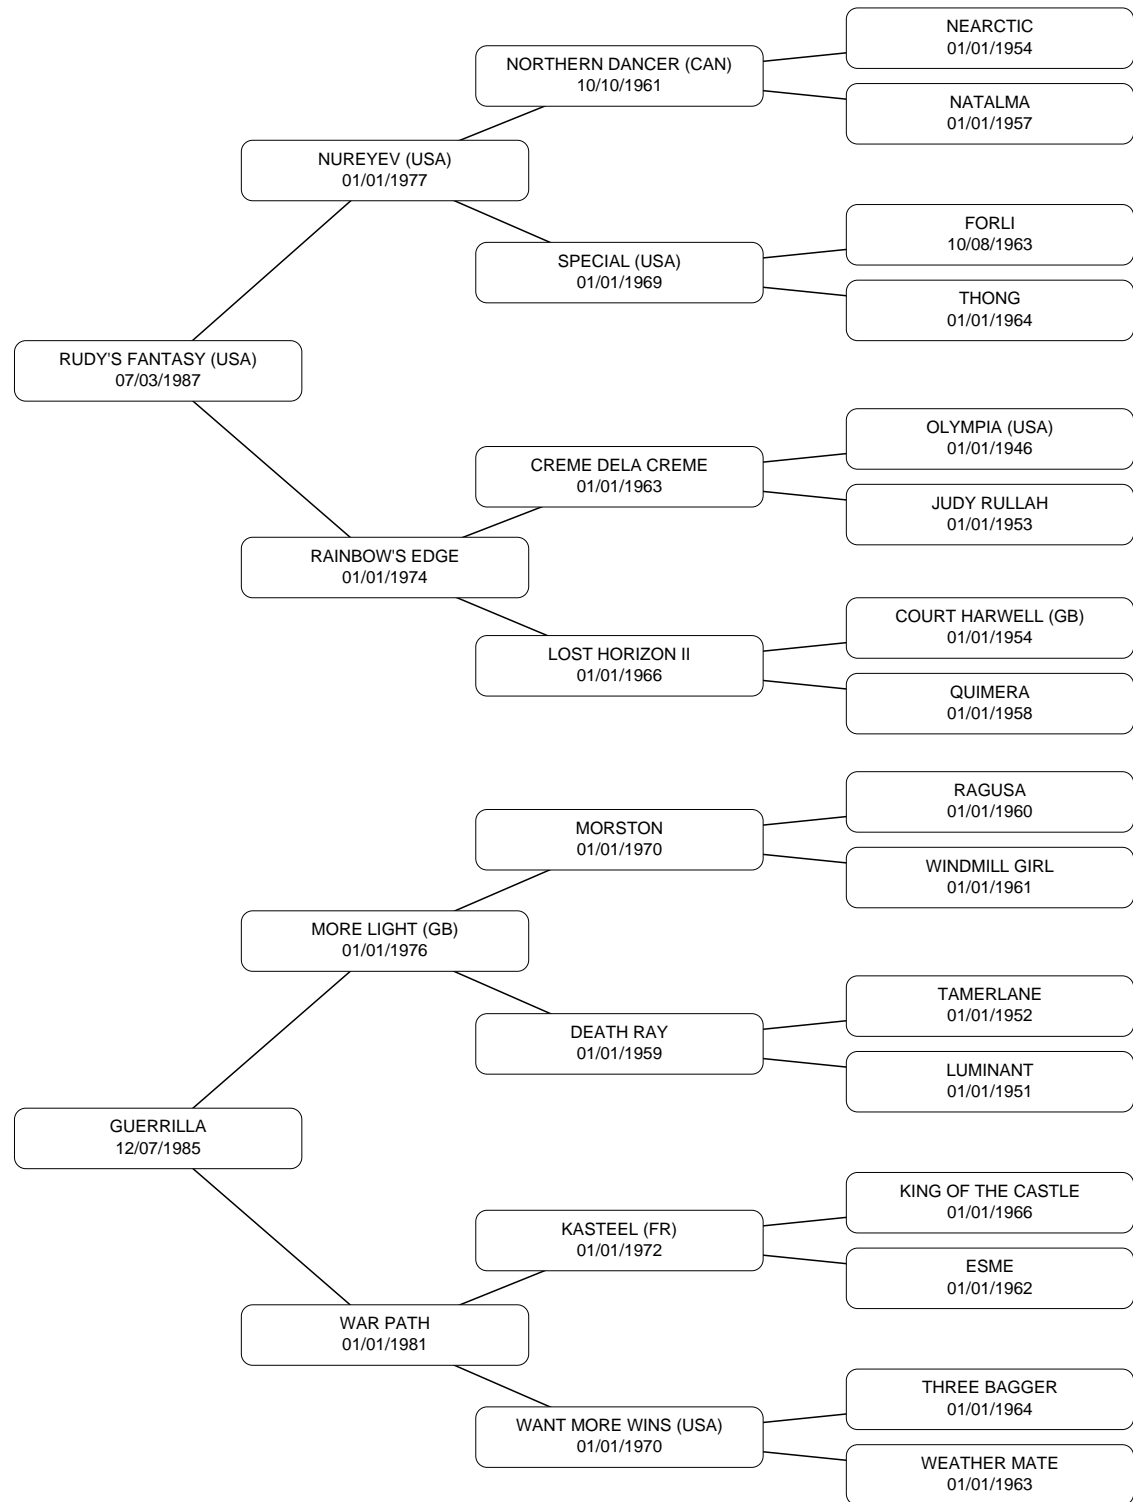 NEARCTIC
01/01/1954
NORTHERN DANCER (CAN)
10/10/1961
NATALMA
01/01/1957
NUREYEV (USA)
01/01/1977
FORLI
10/08/1963
SPECIAL (USA)
01/01/1969
THONG
01/01/1964
RUDY'S FANTASY (USA)
07/03/1987
OLYMPIA (USA)
01/01/1946
CREME DELA CREME
01/01/1963
JUDY RULLAH
01/01/1953
RAINBOW'S EDGE
01/01/1974
COURT HARWELL (GB)
01/01/1954
LOST HORIZON II
01/01/1966
QUIMERA
01/01/1958
RAGUSA
01/01/1960
MORSTON
01/01/1970
WINDMILL GIRL
01/01/1961
MORE LIGHT (GB)
01/01/1976
TAMERLANE
01/01/1952
DEATH RAY
01/01/1959
LUMINANT
01/01/1951
GUERRILLA
12/07/1985
KING OF THE CASTLE
01/01/1966
KASTEEL (FR)
01/01/1972
ESME
01/01/1962
WAR PATH
01/01/1981
THREE BAGGER
01/01/1964
WANT MORE WINS (USA)
01/01/1970
WEATHER MATE
01/01/1963